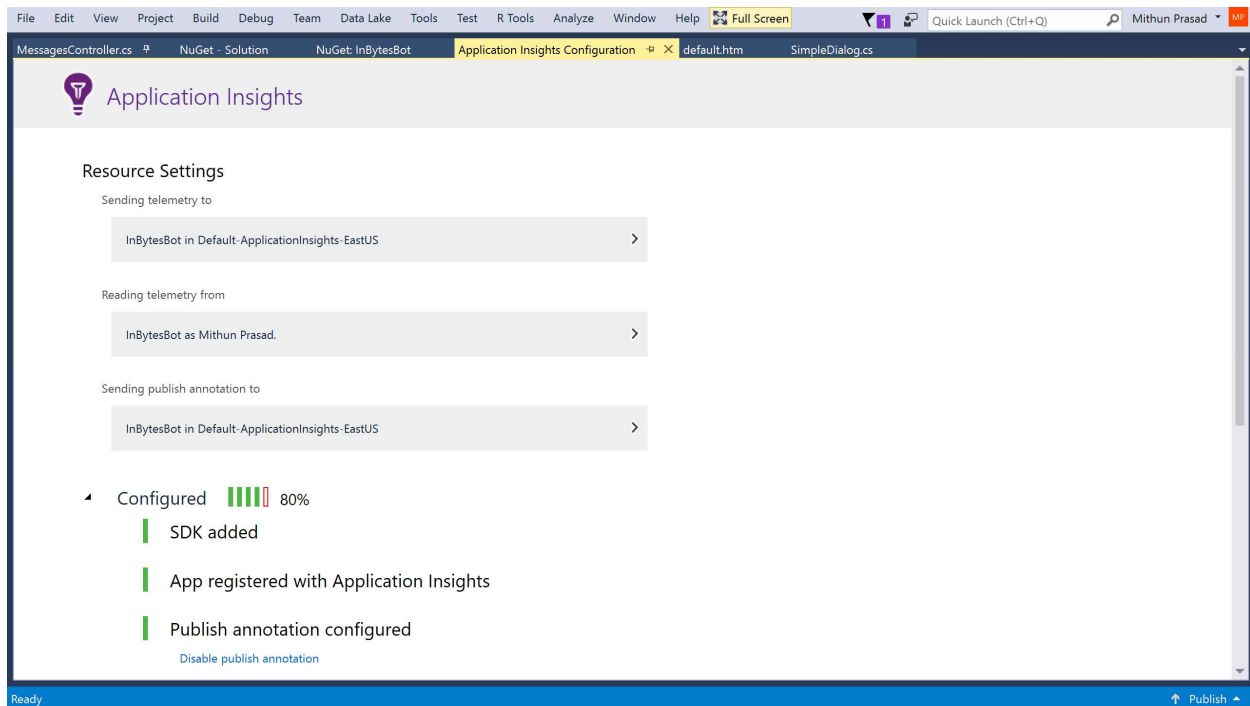 File Edit View Project Build Debug Team Data Lake Tools Test R Tools Analyze Window Help Full Screen 1 Quick Launch (Ctrl+Q) Mithun Prasad MP
MessagesController.cs NuGet - Solution NuGet: InBytesBot Application Insights Configuration default.htm SimpleDialog.cs
Application Insights
Resource Settings
Sending telemetry to
InBytesBot in Default-ApplicationInsights-EastUS
Reading telemetry from
InBytesBot as Mithun Prasad.
Sending publish annotation to
InBytesBot in Default-ApplicationInsights-EastUS
Configured 80%
SDK added
App registered with Application Insights
Publish annotation configured
Disable publish annotation
Ready Publish